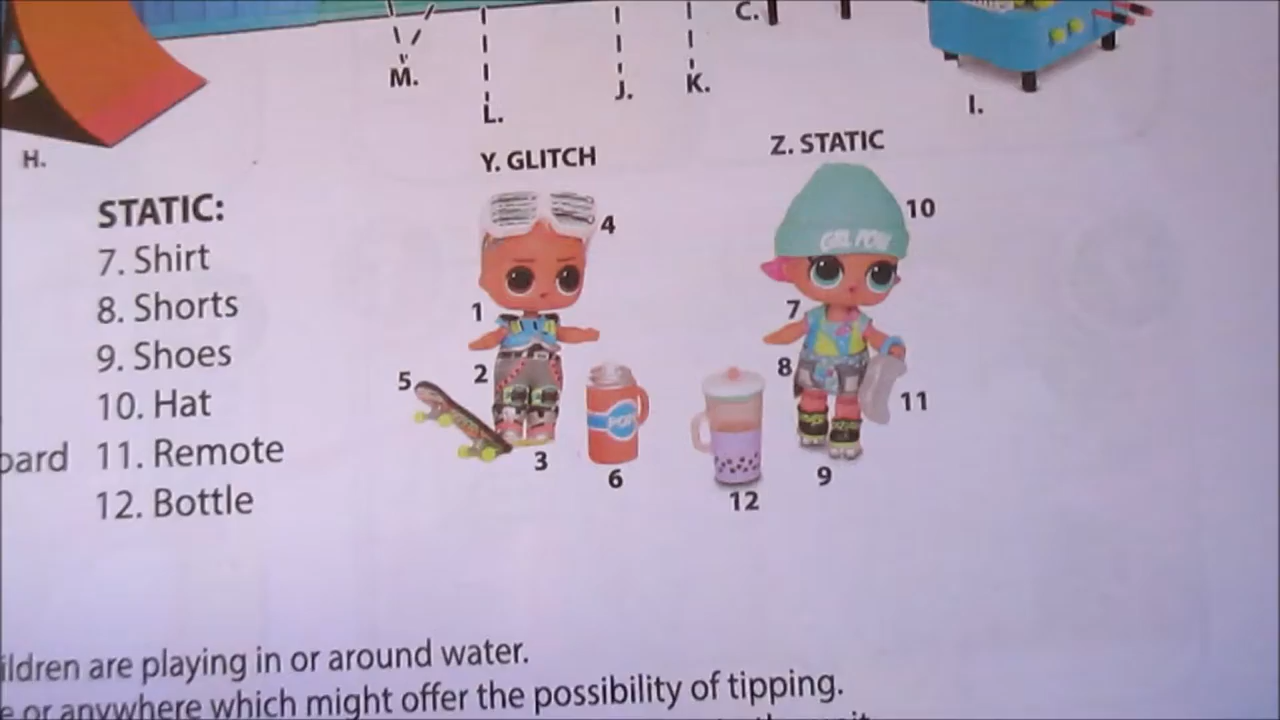 C.
M.
L.
J.
K.
I.
H.
Y. GLITCH
Z. STATIC
STATIC:
7. Shirt
8. Shorts
9. Shoes
10. Hat
11. Remote
12. Bottle
4
1
2
5
3
6
POP!
10
7
8
11
9
12
ildren are playing in or around water.
e or anywhere which might offer the possibility of tipping.